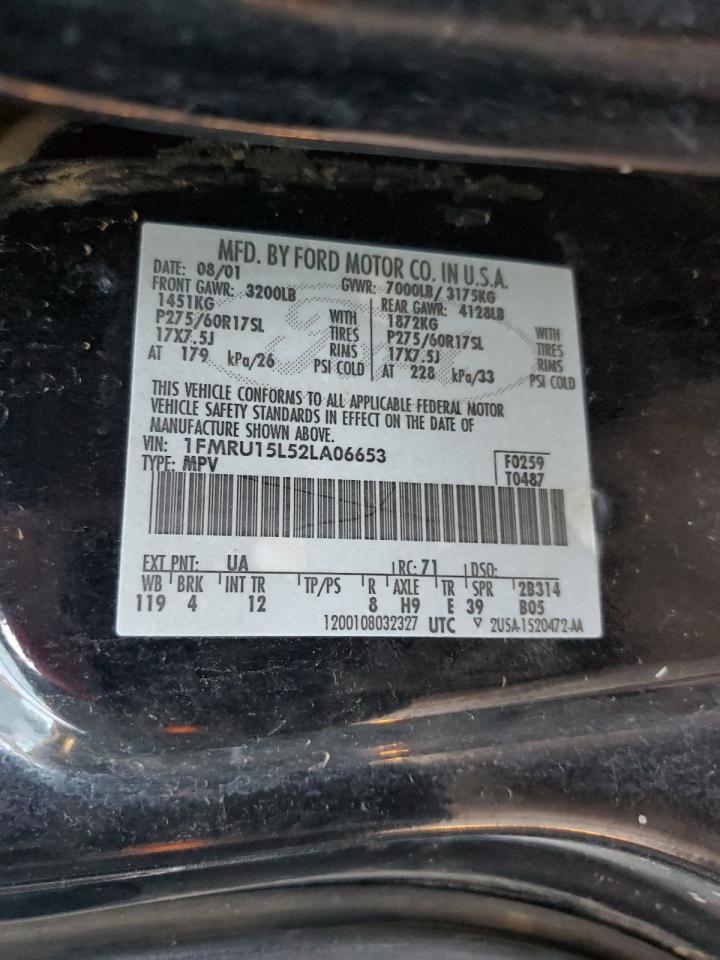 MFD. BY FORD MOTOR CO. IN U.S.A.
DATE: 08/01 GVWR: 7000LB/ 3175KG
FRONT GAWR: 3200LB REAR GAWR: 4128LB
1451KG WITH 1872KG WITH
P275/60R17SL TIRES P275/60R17SL TIRES
17X7.5J RIMS 17X7.5J RIMS
AT 179 kPa/26 PSI COLD AT 228 kPa/33 PSI COLD
THIS VEHICLE CONFORMS TO ALL APPLICABLE FEDERAL MOTOR
VEHICLE SAFETY STANDARDS IN EFFECT ON THE DATE OF
MANUFACTURE SHOWN ABOVE.
VIN: 1FMRU15L52LA06653 F0259
TYPE: MPV T0487
EXT PNT: UA RC: 71 DSO:
WB BRK INT TR TP/PS R AXLE TR SPR 2B314
119 4 12 8 H9 E 39 B05
1200108032327 UTC ▽ 2USA-1520472-AA